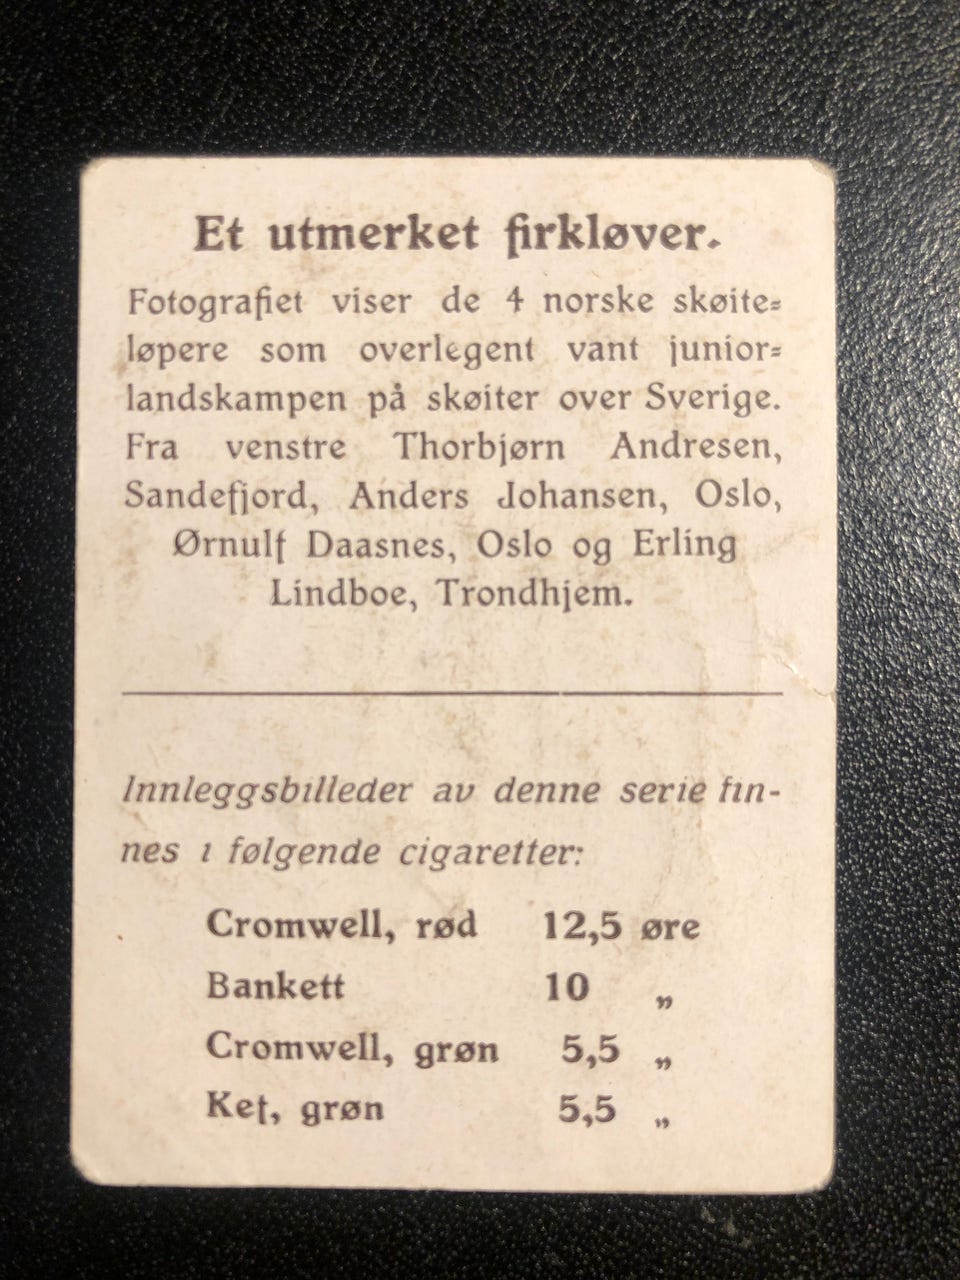 Et utmerket firkløver.
Fotografiet viser de 4 norske skøite=
løpere som overlegent vant junior=
landskampen på skøiter over Sverige.
Fra venstre Thorbjørn Andresen,
Sandefjord, Anders Johansen, Oslo,
Ørnulf Daasnes, Oslo og Erling
Lindboe, Trondhjem.
Innleggsbilleder av denne serie fin-
nes i følgende cigaretter:
Cromwell, rød 12,5 øre
Bankett 10 „
Cromwell, grøn 5,5 „
Ket, grøn 5,5 „